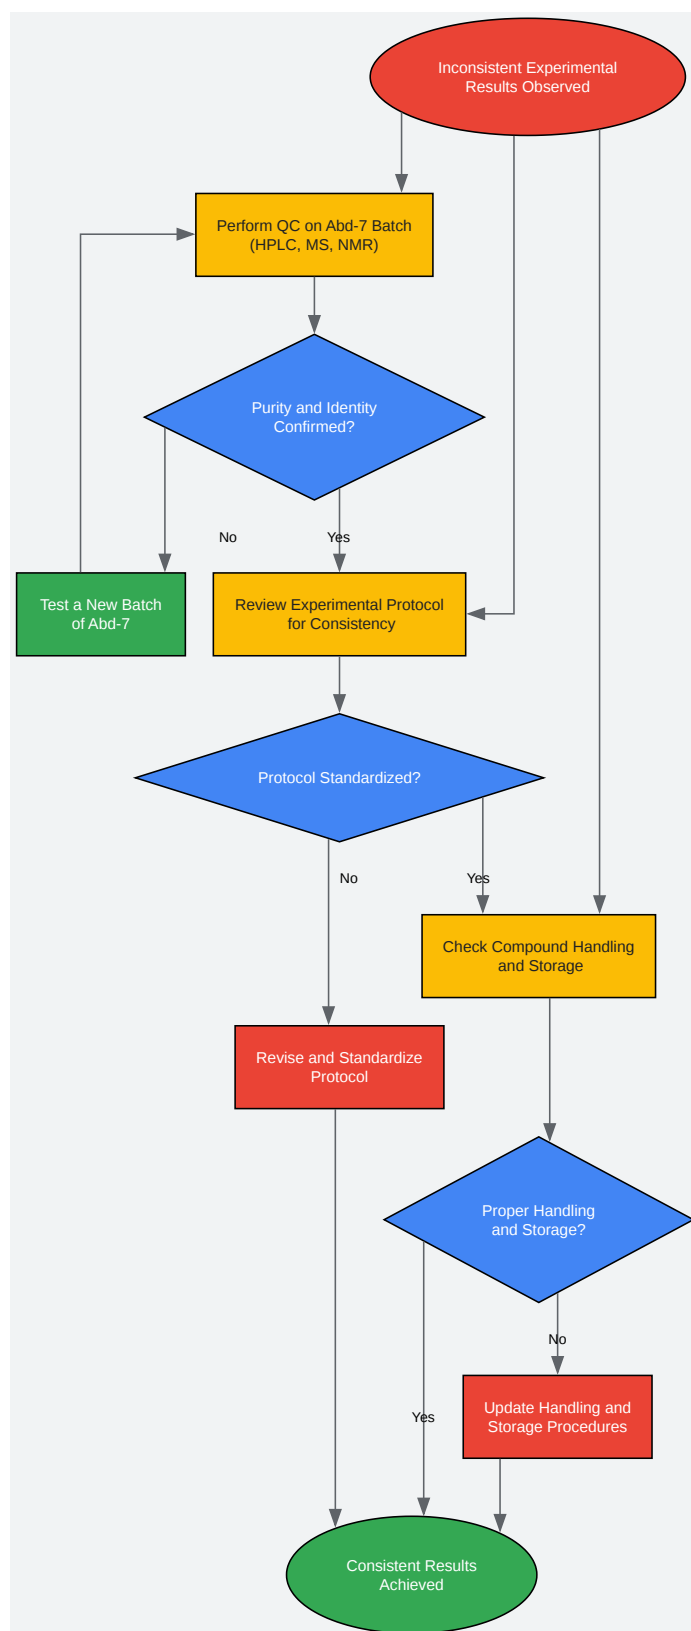 Inconsistent Experimental
Results Observed
Perform QC on Abd-7 Batch
(HPLC, MS, NMR)
Purity and Identity
Confirmed?
No
Yes
Test a New Batch
of Abd-7
Review Experimental Protocol
for Consistency
Protocol Standardized?
No
Yes
Check Compound Handling
and Storage
Revise and Standardize
Protocol
Proper Handling
and Storage?
No
Update Handling and
Storage Procedures
Yes
Consistent Results
Achieved